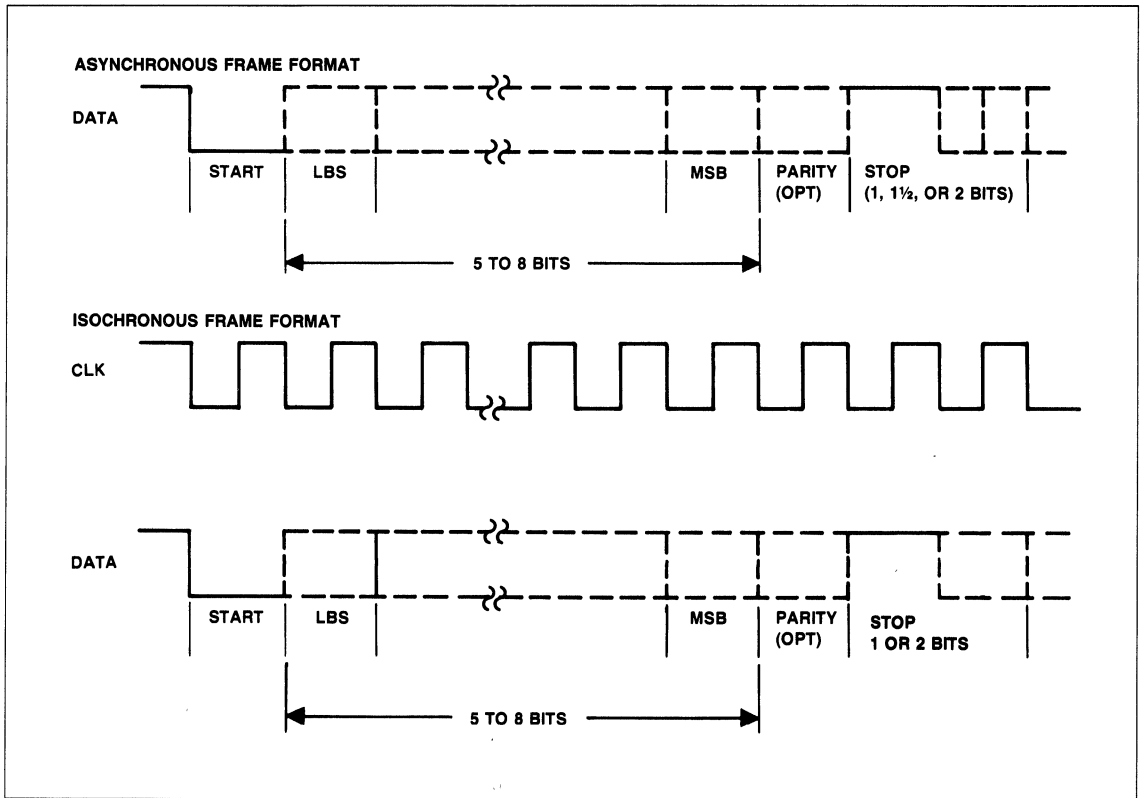 ASYNCHRONOUS FRAME FORMAT
DATA
START
LBS
MSB
PARITY
(OPT)
STOP
(1, 1½, OR 2 BITS)
5 TO 8 BITS
ISOCHRONOUS FRAME FORMAT
CLK
DATA
START
LBS
MSB
PARITY
(OPT)
STOP
1 OR 2 BITS
5 TO 8 BITS